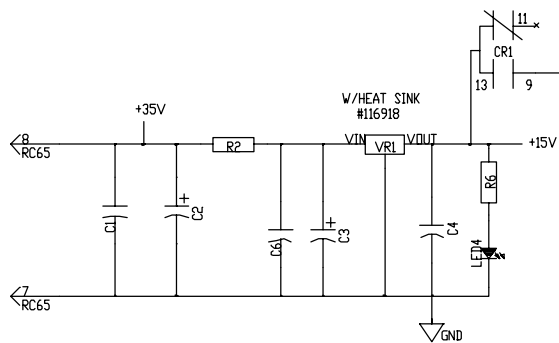 11
CR1
13
9
W/HEAT SINK
#116918
+35V
8
RC65
R2
VIN
VR1
VOUT
+15V
R6
C1
+
C2
C6
+
C3
C4
LED4
7
RC65
GND